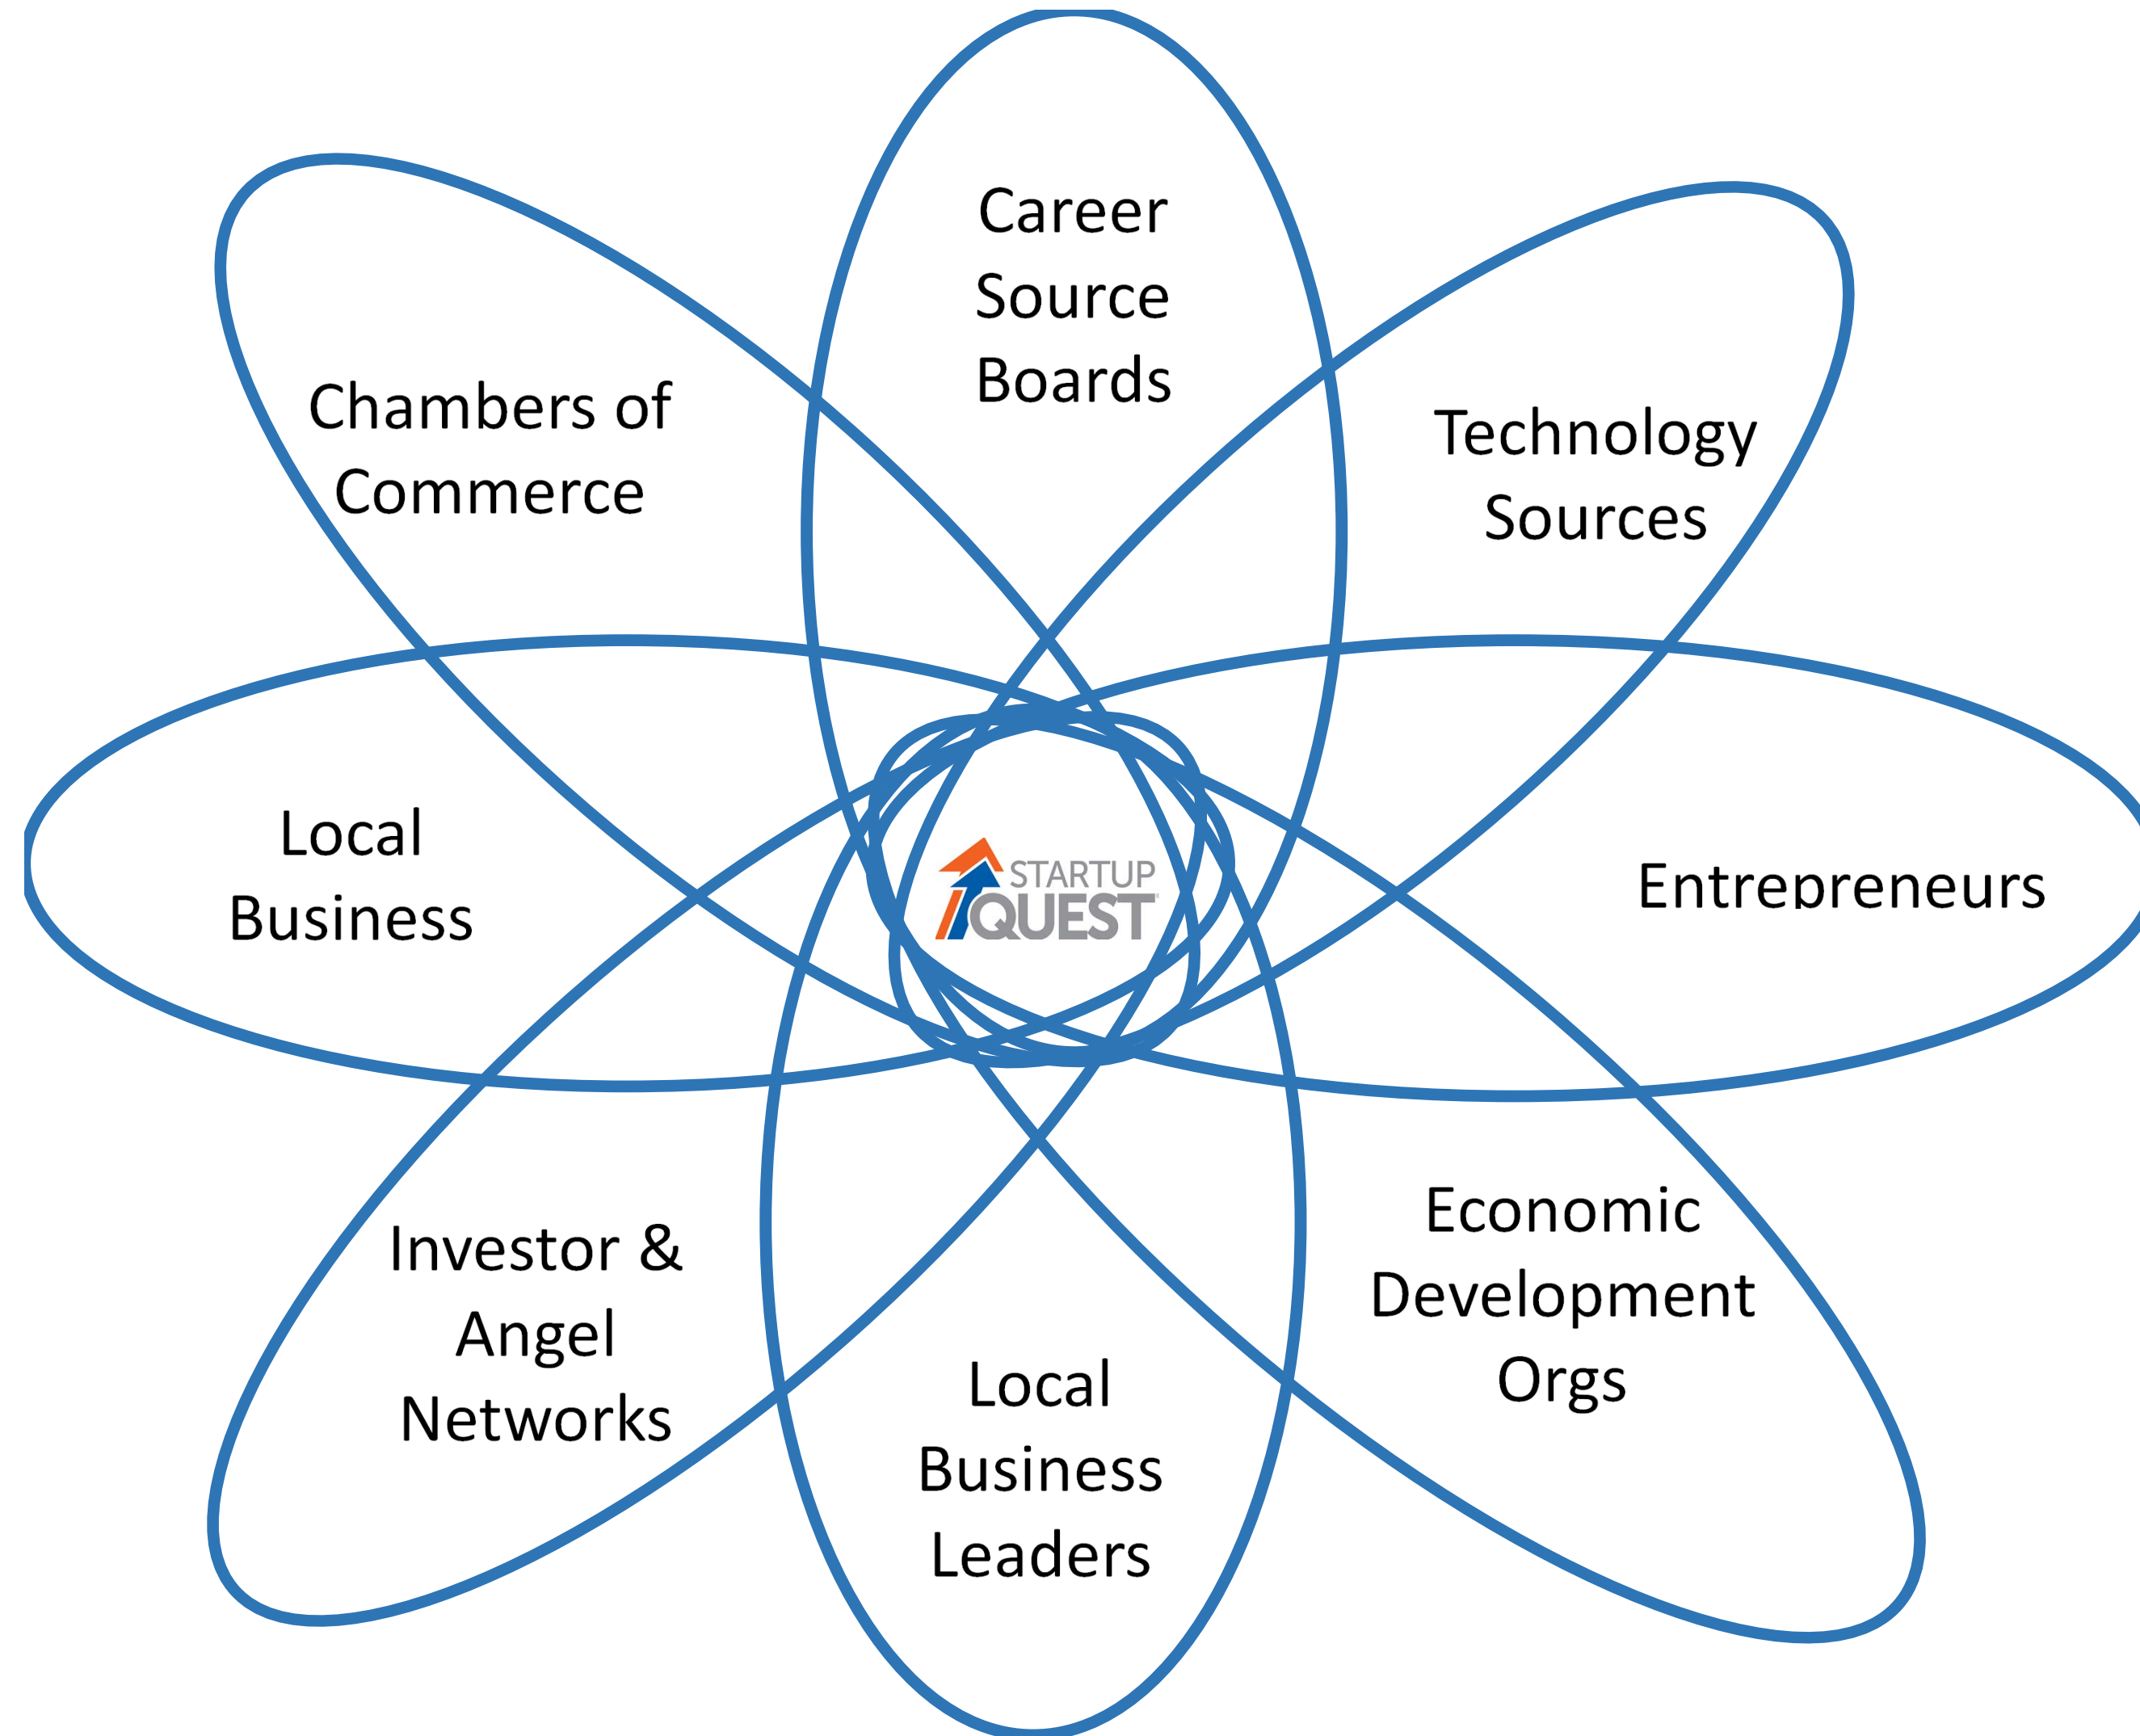 Career
Source
Boards
Chambers of
Commerce
Technology
Sources
Local
Business
STARTUP
QUEST
Entrepreneurs
Investor &
Angel
Networks
Economic
Development
Orgs
Local
Business
Leaders